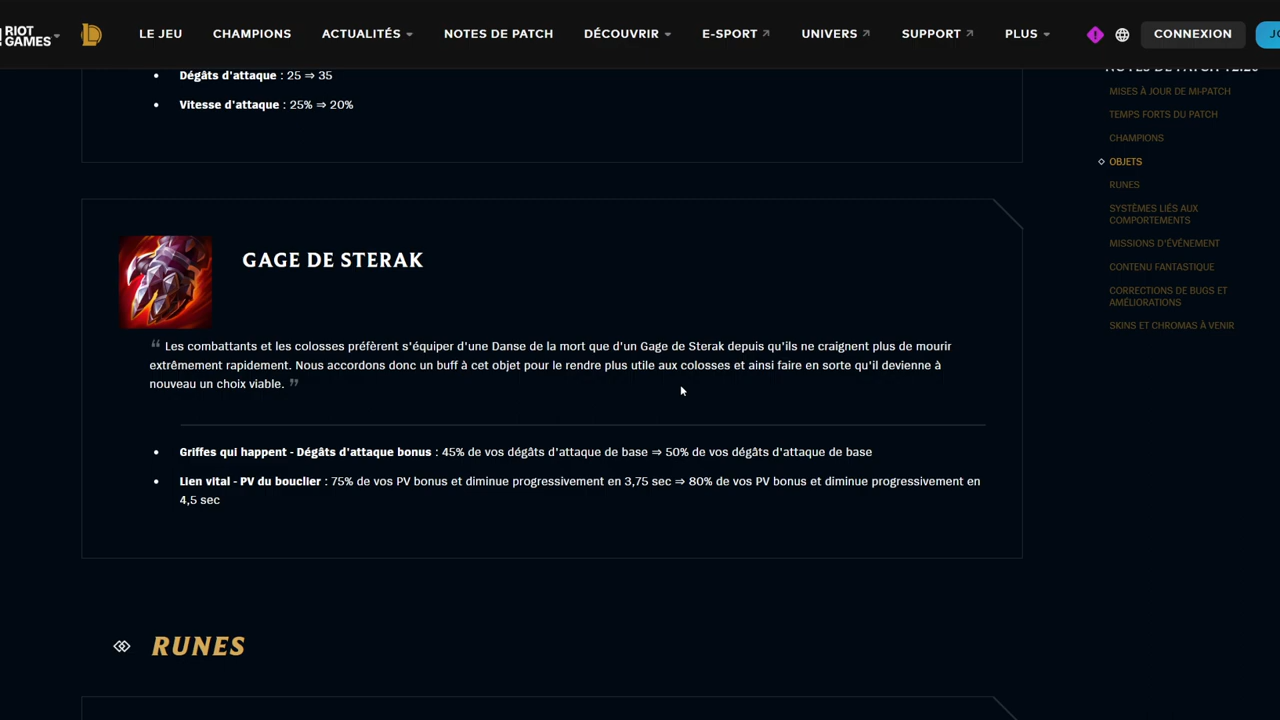 RIOT
GAMES
LE JEU
CHAMPIONS
ACTUALITÉS
NOTES DE PATCH
DÉCOUVRIR
E-SPORT
UNIVERS
SUPPORT
PLUS
CONNEXION
Dégâts d'attaque : 25 ⇒ 35
Vitesse d'attaque : 25% ⇒ 20%
GAGE DE STERAK
“ Les combattants et les colosses préfèrent s'équiper d'une Danse de la mort que d'un Gage de Sterak depuis qu'ils ne craignent plus de mourir
extrêmement rapidement. Nous accordons donc un buff à cet objet pour le rendre plus utile aux colosses et ainsi faire en sorte qu'il devienne à
nouveau un choix viable. ”
Griffes qui happent - Dégâts d'attaque bonus : 45% de vos dégâts d'attaque de base ⇒ 50% de vos dégâts d'attaque de base
Lien vital - PV du bouclier : 75% de vos PV bonus et diminue progressivement en 3,75 sec ⇒ 80% de vos PV bonus et diminue progressivement en
4,5 sec
RUNES
MISES À JOUR DE MI-PATCH
TEMPS FORTS DU PATCH
CHAMPIONS
OBJETS
RUNES
SYSTÈMES LIÉS AUX
COMPORTEMENTS
MISSIONS D'ÉVÉNEMENT
CONTENU FANTASTIQUE
CORRECTIONS DE BUGS ET
AMÉLIORATIONS
SKINS ET CHROMAS À VENIR